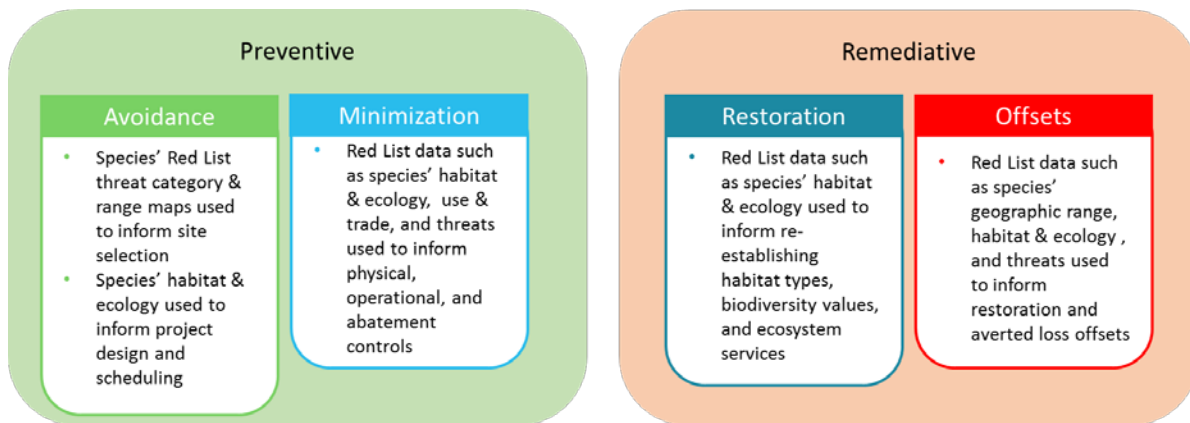 Preventive
Avoidance
• Species' Red List
threat category &
range maps used
to inform site
selection
• Species' habitat &
ecology used to
inform project
design and
scheduling
Minimization
• Red List data such
as species' habitat
& ecology, use &
trade, and threats
used to inform
physical,
operational, and
abatement
controls
Remediative
Restoration
• Red List data such
as species' habitat
& ecology used to
inform re-
establishing
habitat types,
biodiversity values,
and ecosystem
services
Offsets
• Red List data such
as species'
geographic range,
habitat & ecology ,
and threats used
to inform
restoration and
averted loss offsets